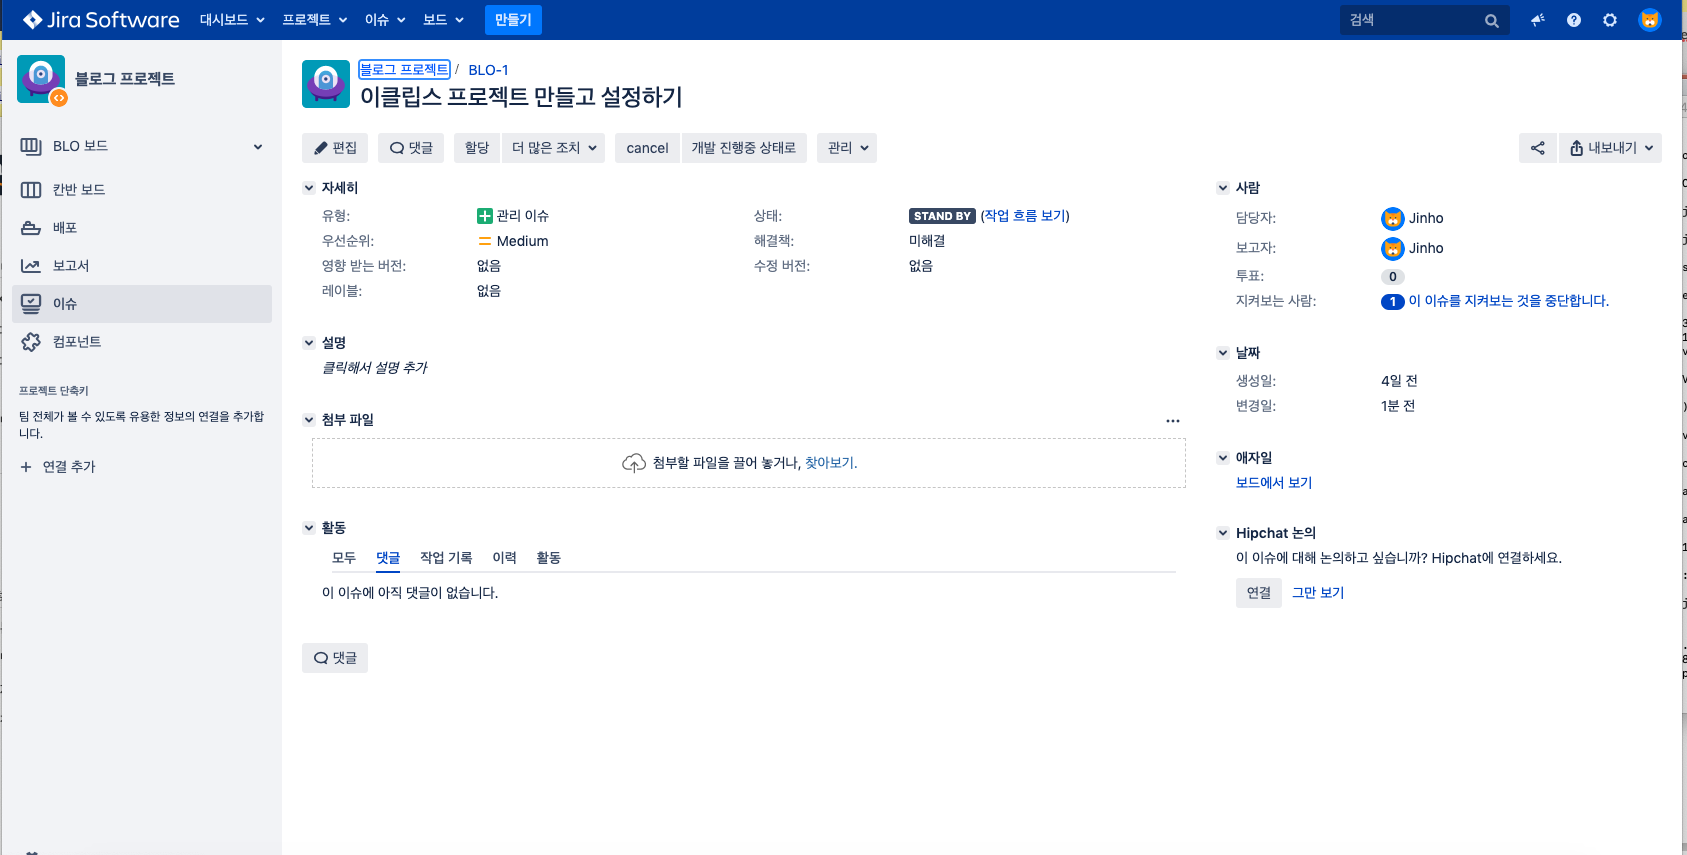 Jira Software 대시보드 프로젝트 이슈 보드 만들기 검색
블로그 프로젝트
BLO 보드
칸반 보드
배포
보고서
이슈
컴포넌트
프로젝트 단축키
팀 전체가 볼 수 있도록 유용한 정보의 연결을 추가합
니다.
+ 연결 추가
블로그 프로젝트 / BLO-1
이클립스 프로젝트 만들고 설정하기
편집 댓글 할당 더 많은 조치 cancel 개발 진행중 상태로 관리 내보내기
자세히
유형: 관리 이슈 상태: STAND BY (작업 흐름 보기)
우선순위: Medium 해결책: 미해결
영향 받는 버전: 없음 수정 버전: 없음
레이블: 없음
설명
클릭해서 설명 추가
첨부 파일
첨부할 파일을 끌어 놓거나, 찾아보기.
활동
모두 댓글 작업 기록 이력 활동
이 이슈에 아직 댓글이 없습니다.
댓글
사람
담당자: Jinho
보고자: Jinho
투표: 0
지켜보는 사람: 1 이 이슈를 지켜보는 것을 중단합니다.
날짜
생성일: 4일 전
변경일: 1분 전
애자일
보드에서 보기
Hipchat 논의
이 이슈에 대해 논의하고 싶습니까? Hipchat에 연결하세요.
연결 그만 보기